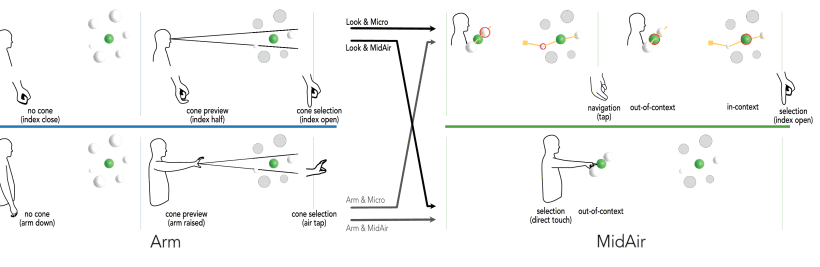 Look & Micro
Look & MidAir
no cone
(index close)
cone preview
(index half)
cone selection
(index open)
navigation
(tap)
out-of-context
in-context
selection
(index open)
no cone
(arm down)
cone preview
(arm raised)
cone selection
(air tap)
Arm & Micro
Arm & MidAir
selection
(direct touch)
out-of-context
Arm
MidAir